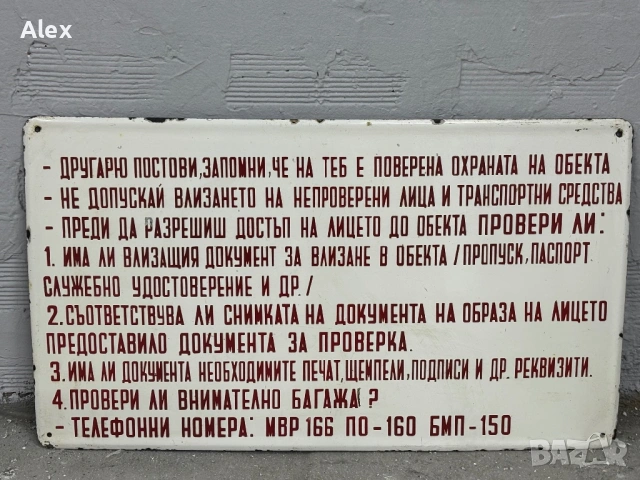 Alex
- ДРУГАРЮ ПОСТОВИ, ЗАПОМНИ, ЧЕ НА ТЕБ Е ПОВЕРЕНА ОХРАНАТА НА ОБЕКТА
- НЕ ДОПУСКАЙ ВЛИЗАНЕТО НА НЕПРОВЕРЕНИ ЛИЦА И ТРАНСПОРТНИ СРЕДСТВА
- ПРЕДИ ДА РАЗРЕШИШ ДОСТЪП НА ЛИЦЕТО ДО ОБЕКТА ПРОВЕРИ ЛИ:
1. ИМА ЛИ ВЛИЗАЩИЯ ДОКУМЕНТ ЗА ВЛИЗАНЕ В ОБЕКТА /ПРОПУСК, ПАСПОРТ
СЛУЖЕБНО УДОСТОВЕРЕНИЕ И ДР./
2. СЪОТВЕТСТВУВА ЛИ СНИМКАТА НА ДОКУМЕНТА НА ОБРАЗА НА ЛИЦЕТО
ПРЕДОСТАВИЛО ДОКУМЕНТА ЗА ПРОВЕРКА.
3. ИМА ЛИ ДОКУМЕНТА НЕОБХОДИМИТЕ ПЕЧАТ, ЩЕМПЕЛИ, ПОДПИСИ И ДР. РЕКВИЗИТИ.
4. ПРОВЕРИ ЛИ ВНИМАТЕЛНО БАГАЖА ?
- ТЕЛЕФОННИ НОМЕРА: МВР 166 ПО - 160 БМП - 150
BAZAR